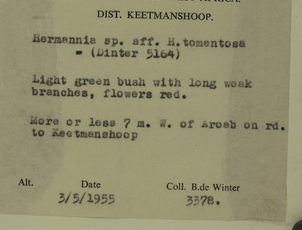 DIST. KEETMANSHOOP.
Hermannia sp. aff. H.tomentosa
= (Dinter 5164)
Light green bush with long weak
branches, flowers red.
More or less 7 m. W. of Aroab on rd.
to Keetmanshoop
Alt. Date Coll. B.de Winter
3/5/1955 3378.